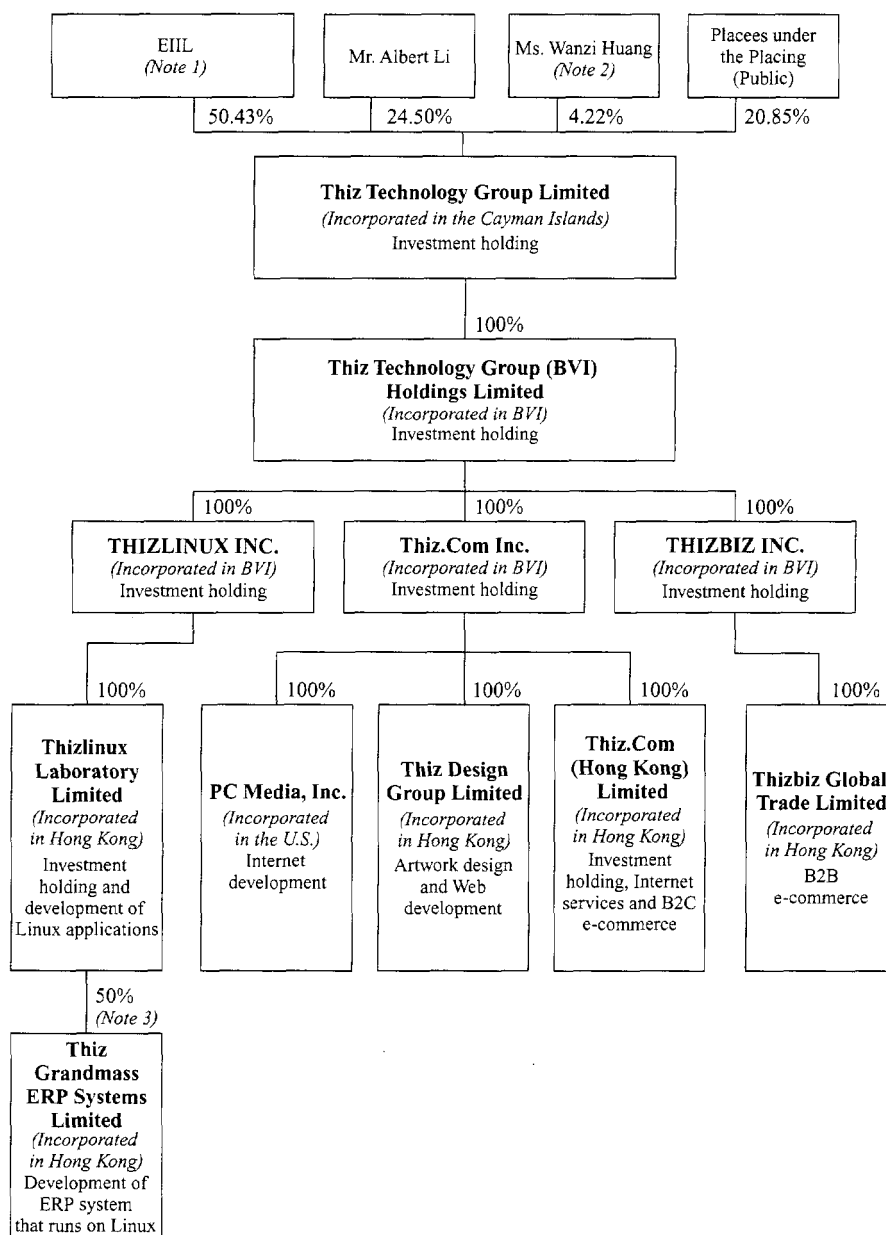 EIIL
(Note 1)
Mr. Albert Li
Ms. Wanzi Huang
(Note 2)
Placees under
the Placing
(Public)
50.43%
24.50%
4.22%
20.85%
Thiz Technology Group Limited
(Incorporated in the Cayman Islands)
Investment holding
100%
Thiz Technology Group (BVI)
Holdings Limited
(Incorporated in BVI)
Investment holding
100%
100%
100%
THIZLINUX INC.
(Incorporated in BVI)
Investment holding
Thiz.Com Inc.
(Incorporated in BVI)
Investment holding
THIZBIZ INC.
(Incorporated in BVI)
Investment holding
100%
100%
100%
100%
100%
Thizlinux
Laboratory
Limited
(Incorporated
in Hong Kong)
Investment
holding and
development of
Linux applications
PC Media, Inc.
(Incorporated
in the U.S.)
Internet
development
Thiz Design
Group Limited
(Incorporated
in Hong Kong)
Artwork design
and Web
development
Thiz.Com
(Hong Kong)
Limited
(Incorporated
in Hong Kong)
Investment
holding, Internet
services and B2C
e-commerce
Thizbiz Global
Trade Limited
(Incorporated
in Hong Kong)
B2B
e-commerce
50%
(Note 3)
Thiz
Grandmass
ERP Systems
Limited
(Incorporated
in Hong Kong)
Development of
ERP system
that runs on Linux